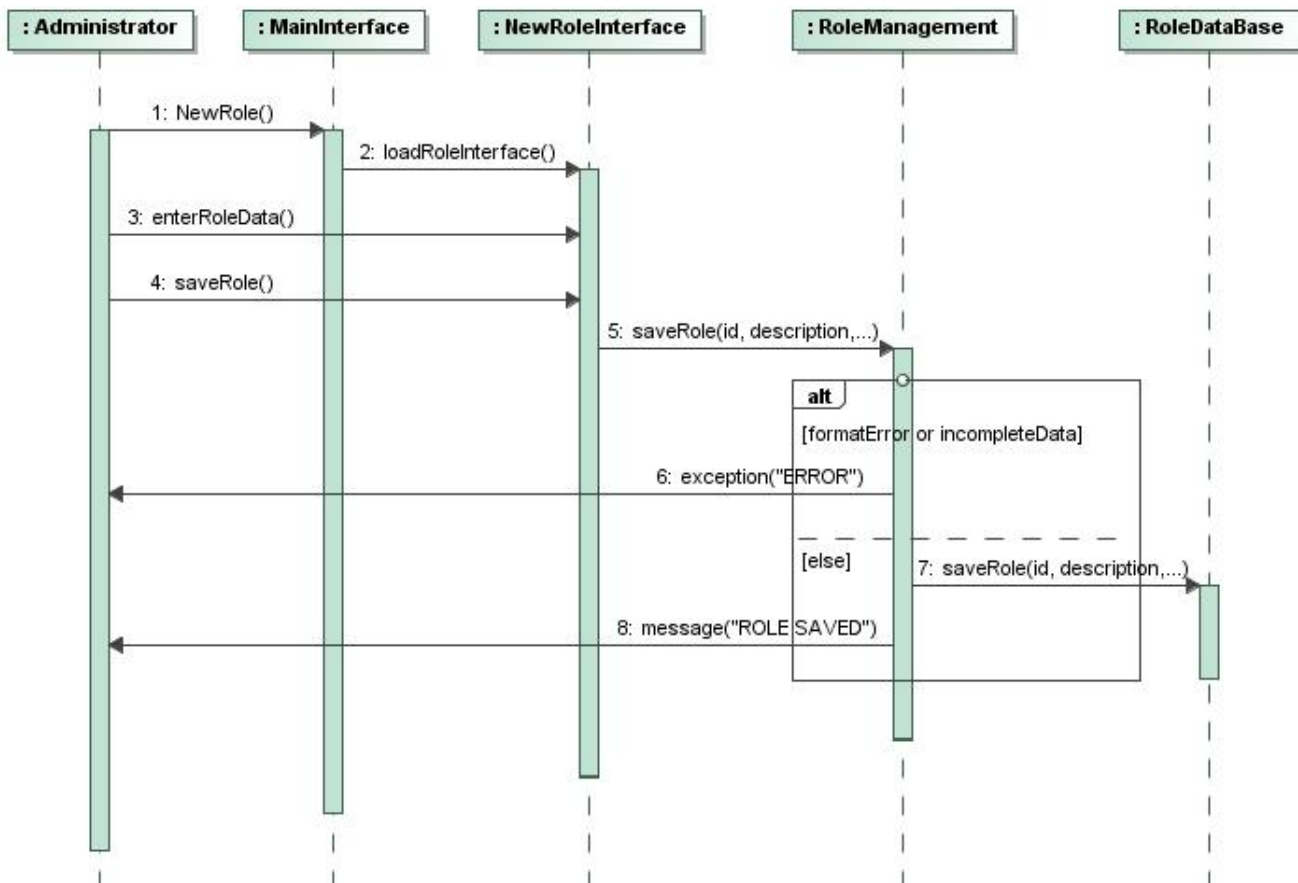 : Administrator
: MainInterface
: NewRoleInterface
: RoleManagement
: RoleDataBase
1: NewRole()
2: loadRoleInterface()
3: enterRoleData()
4: saveRole()
5: saveRole(id, description,...)
alt
[formatError or incompleteData]
6: exception("ERROR")
[else]
7: saveRole(id, description,...)
8: message("ROLE SAVED")